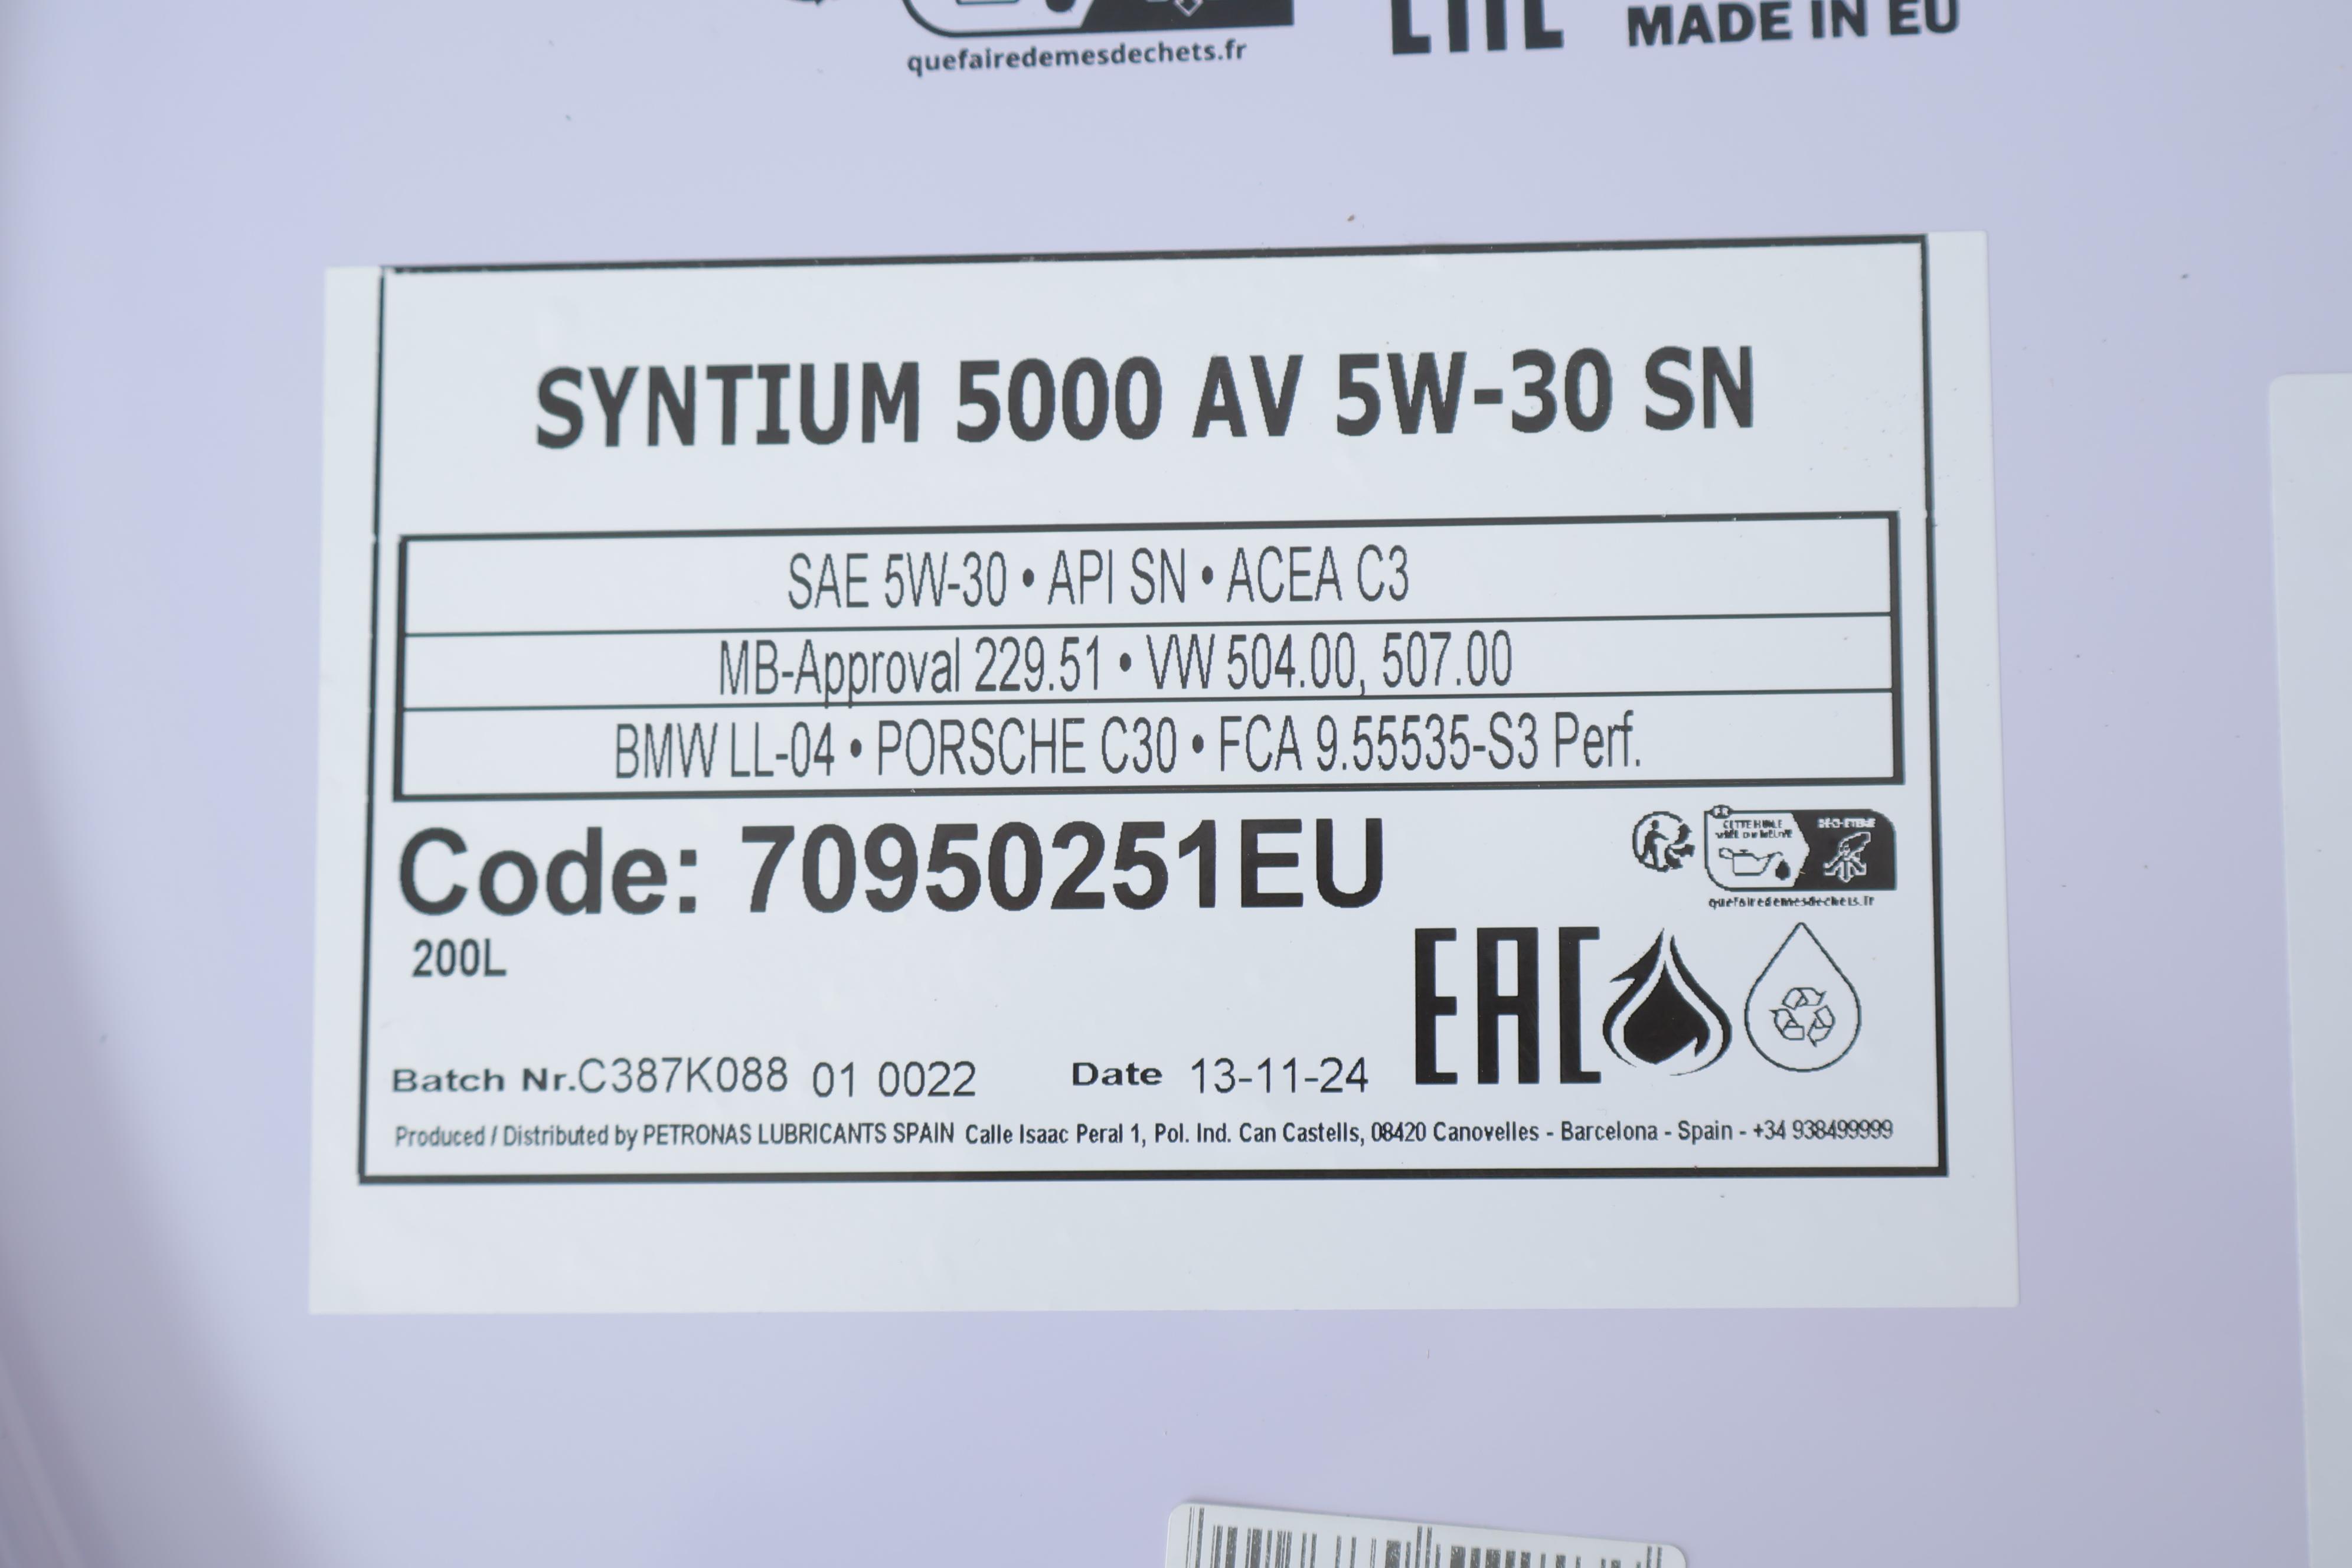 quefairedemesdechets.fr
MADE IN EU
SYNTIUM 5000 AV 5W-30 SN
SAE 5W-30 • API SN • ACEA C3
MB-Approval 229.51 • VW 504.00, 507.00
BMW LL-04 • PORSCHE C30 • FCA 9.55535-S3 Perf.
Code: 70950251EU
FR
CETTE HUILE
quefairedemesdechets.fr
200L
EAC
Batch Nr.C387K088 01 0022 Date 13-11-24
Produced / Distributed by PETRONAS LUBRICANTS SPAIN Calle Isaac Peral 1, Pol. Ind. Can Castells, 08420 Canovelles - Barcelona - Spain - +34 938499999